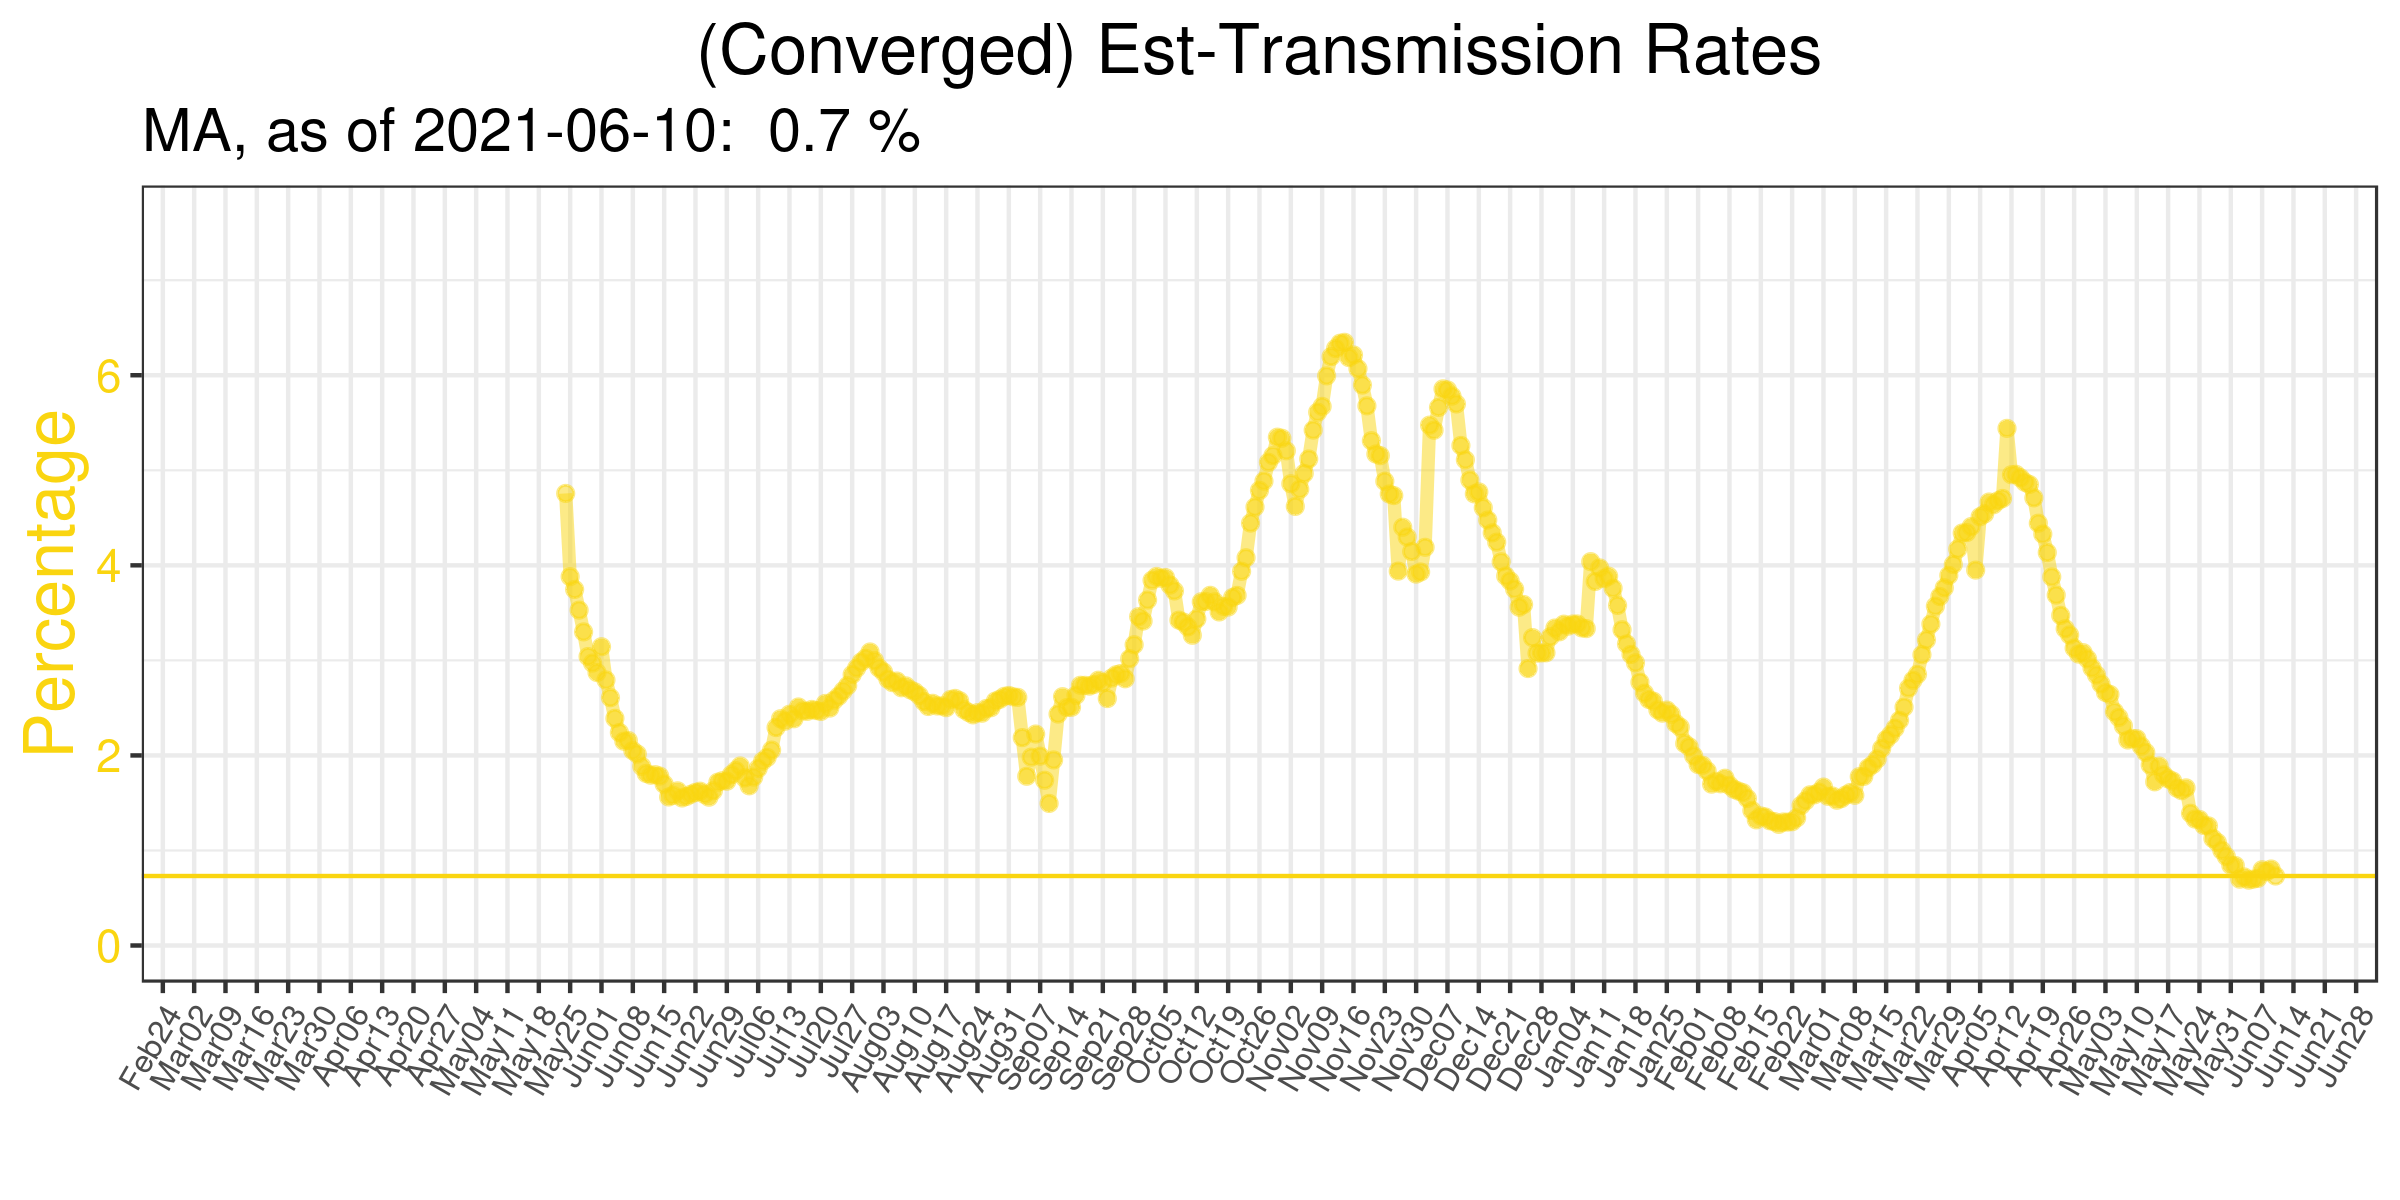 (Converged) Est-Transmission Rates
MA, as of 2021-06-10:  0.7 %
Percentage
6
4
2
0
Feb24
Mar02
Mar09
Mar16
Mar23
Mar30
Apr06
Apr13
Apr20
Apr27
May04
May11
May18
May25
Jun01
Jun08
Jun15
Jun22
Jun29
Jul06
Jul13
Jul20
Jul27
Aug03
Aug10
Aug17
Aug24
Aug31
Sep07
Sep14
Sep21
Sep28
Oct05
Oct12
Oct19
Oct26
Nov02
Nov09
Nov16
Nov23
Nov30
Dec07
Dec14
Dec21
Dec28
Jan04
Jan11
Jan18
Jan25
Feb01
Feb08
Feb15
Feb22
Mar01
Mar08
Mar15
Mar22
Mar29
Apr05
Apr12
Apr19
Apr26
May03
May10
May17
May24
May31
Jun07
Jun14
Jun21
Jun28